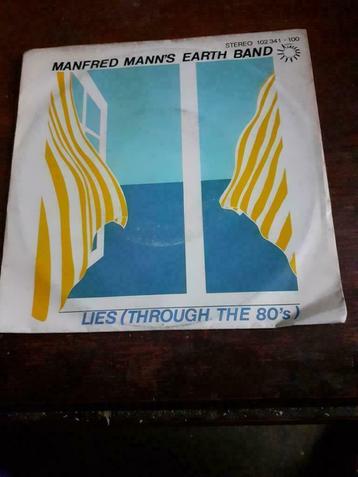 STEREO 102 341 - 100
MANFRED MANN'S EARTH BAND
LIES (THROUGH THE 80's)